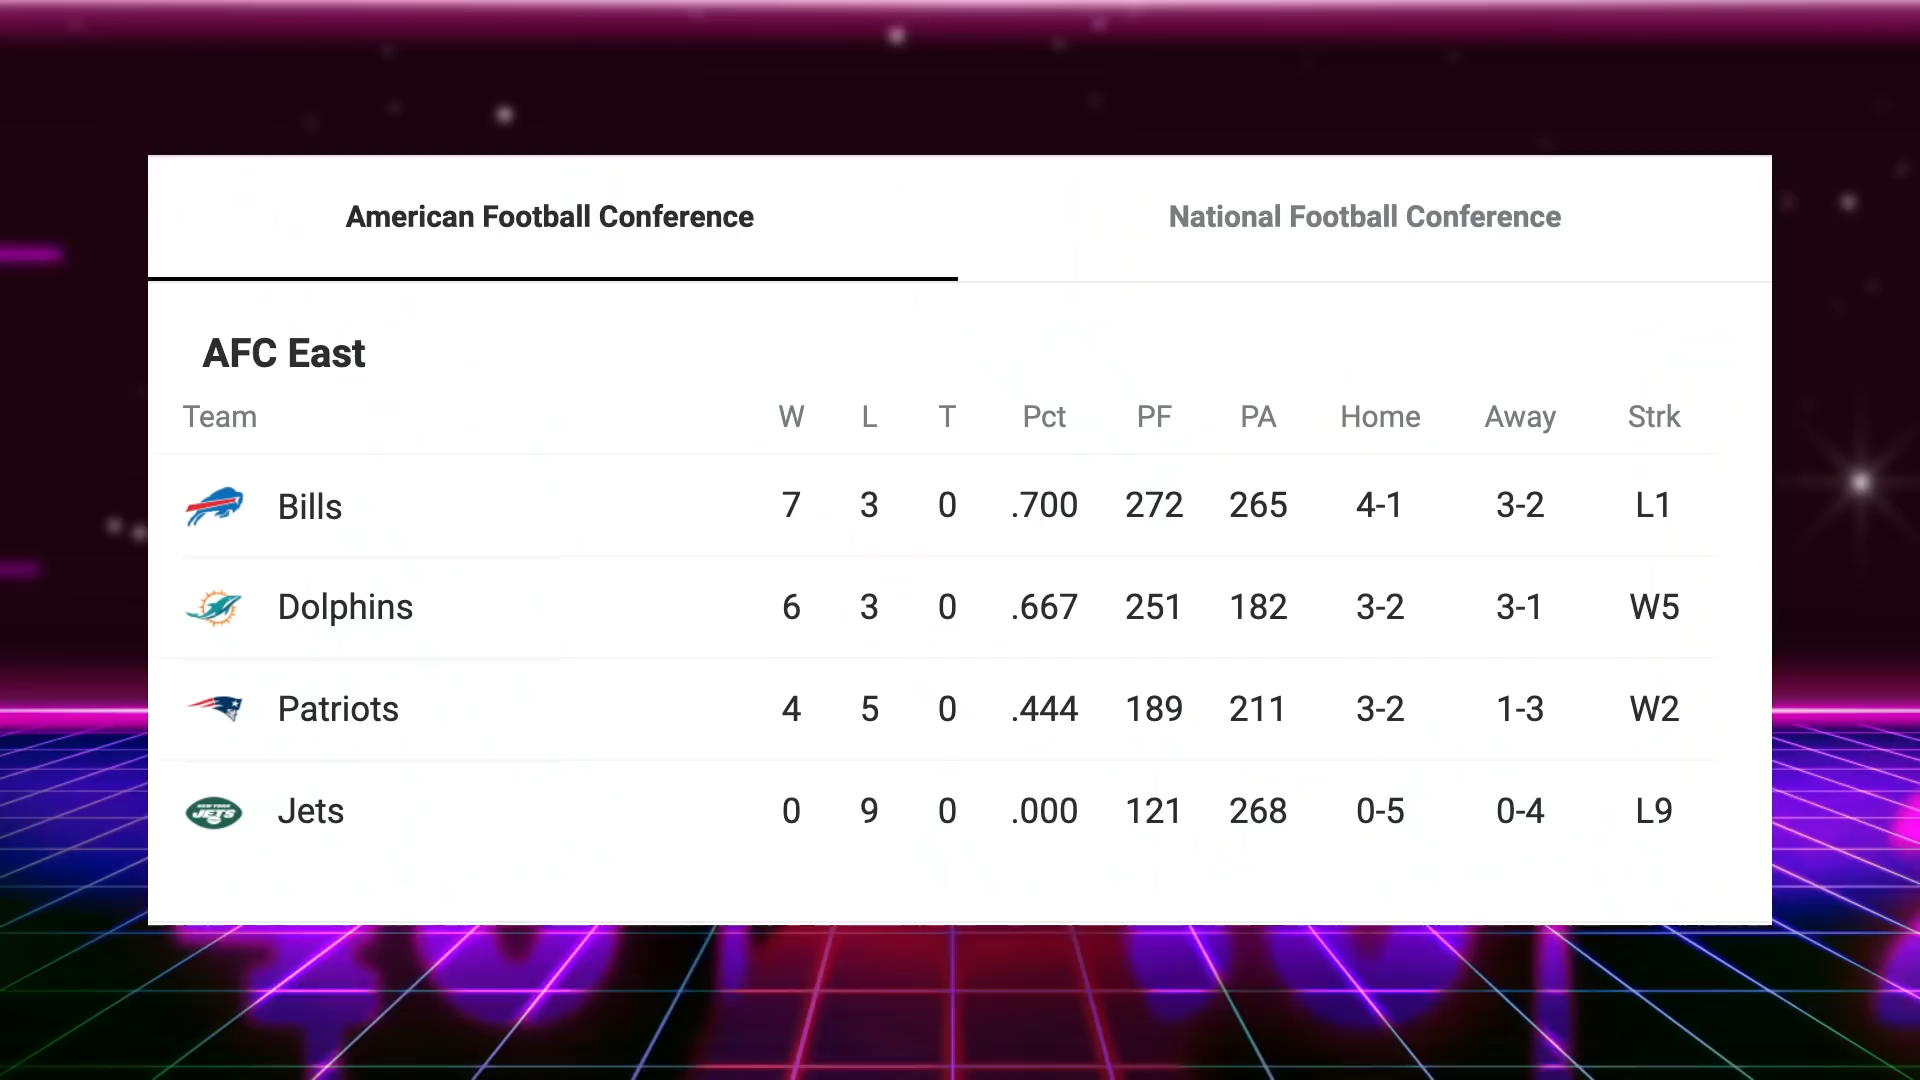 American Football Conference National Football Conference
AFC East
Team W L T Pct PF PA Home Away Strk
Bills 7 3 0 .700 272 265 4-1 3-2 L1
Dolphins 6 3 0 .667 251 182 3-2 3-1 W5
Patriots 4 5 0 .444 189 211 3-2 1-3 W2
NEW YORK
JETS
Jets 0 9 0 .000 121 268 0-5 0-4 L9